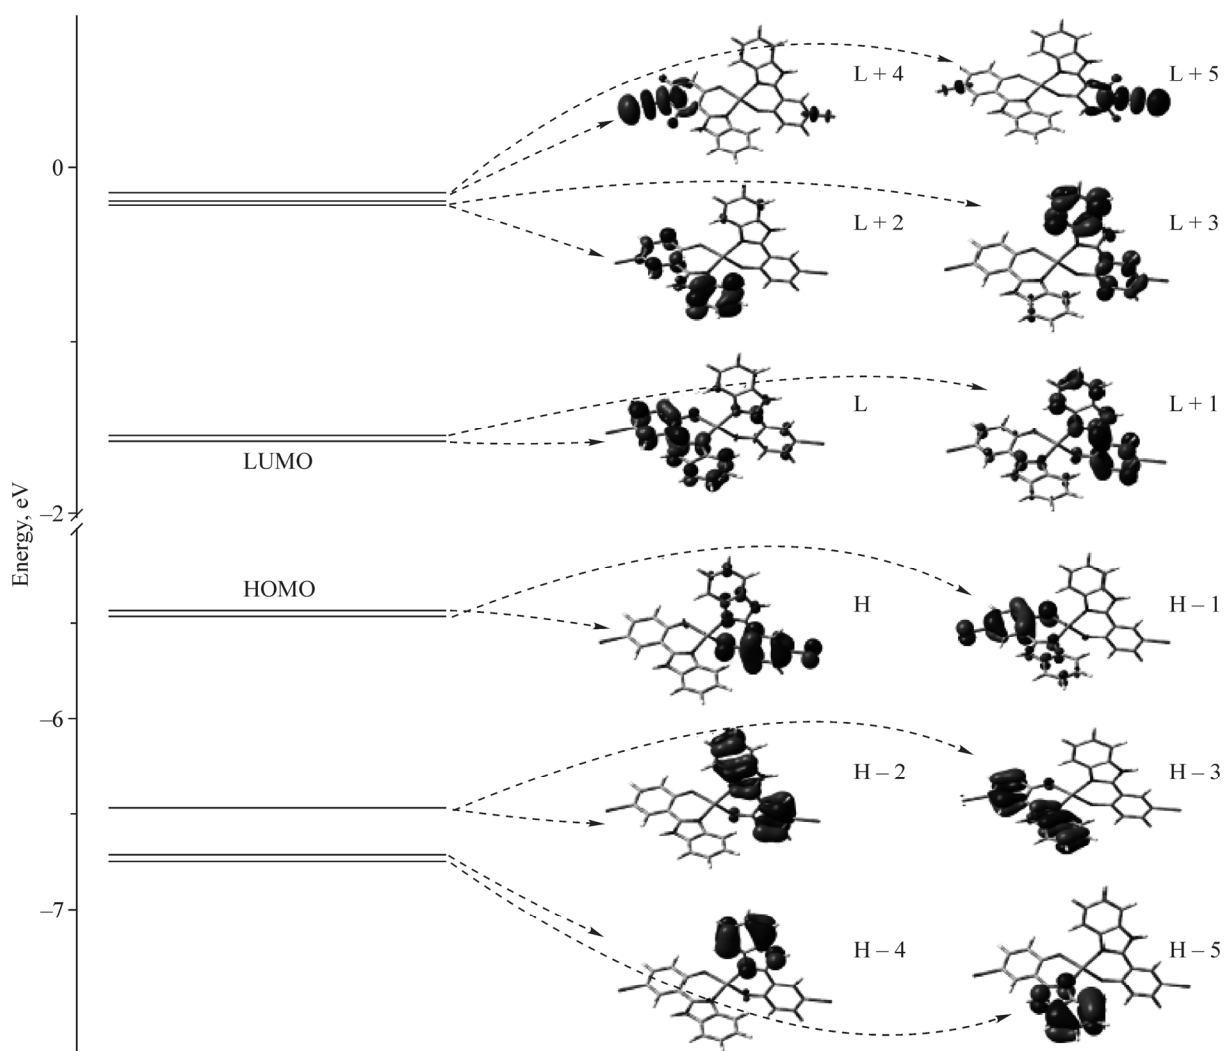 L + 4
L + 5
0
L + 2
L + 3
L
L + 1
LUMO
Energy, eV
–2
HOMO
H
H – 1
–6
H – 2
H – 3
–7
H – 4
H – 5